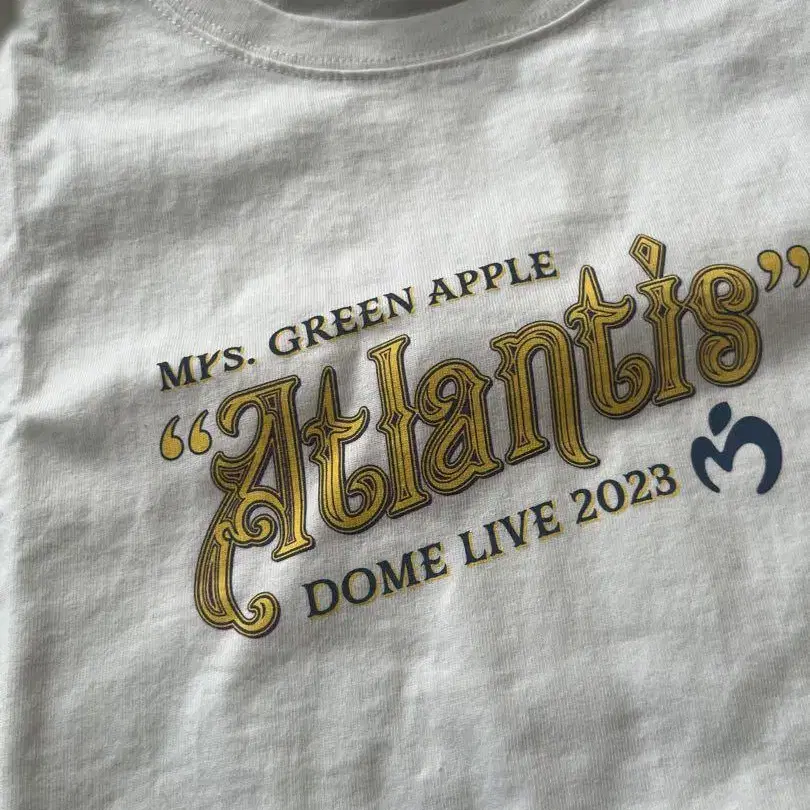 Mrs. GREEN APPLE
“Atlantis”
DOME LIVE 2023